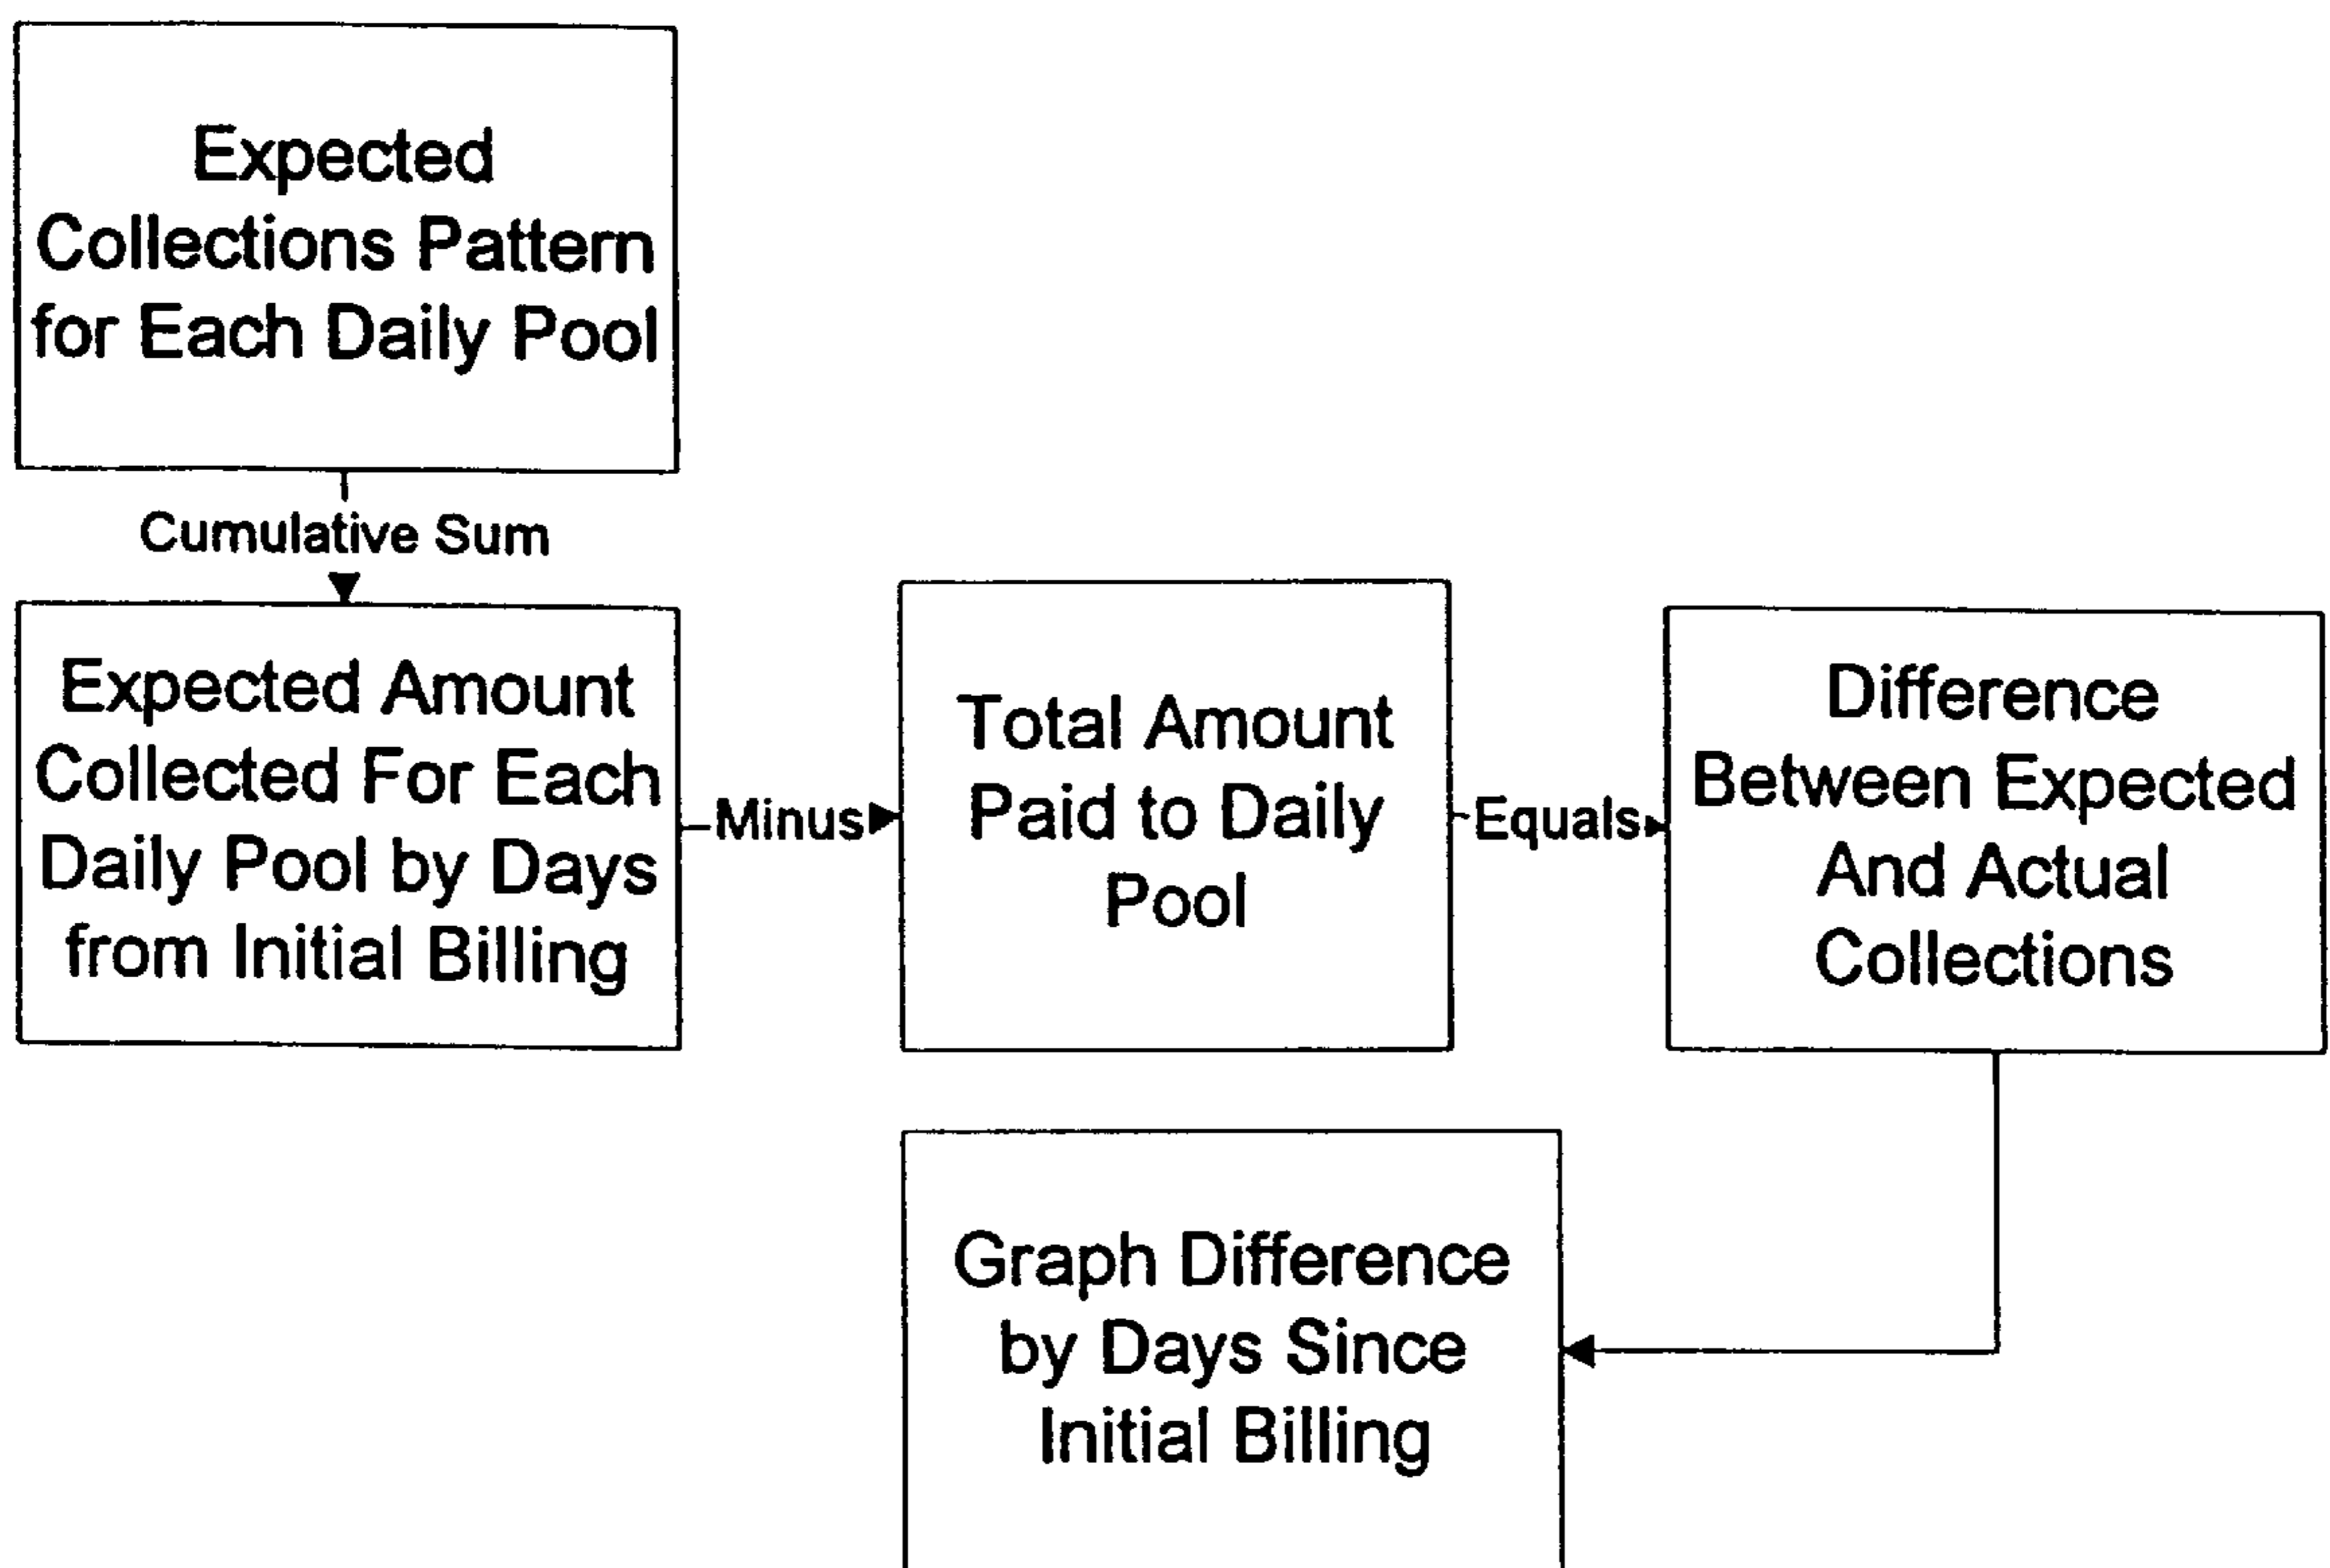 Expected
Collections Pattern
for Each Daily Pool
Cumulative Sum
Expected Amount
Collected For Each
Daily Pool by Days
from Initial Billing
Minus
Total Amount
Paid to Daily
Pool
Equals
Difference
Between Expected
And Actual
Collections
Graph Difference
by Days Since
Initial Billing